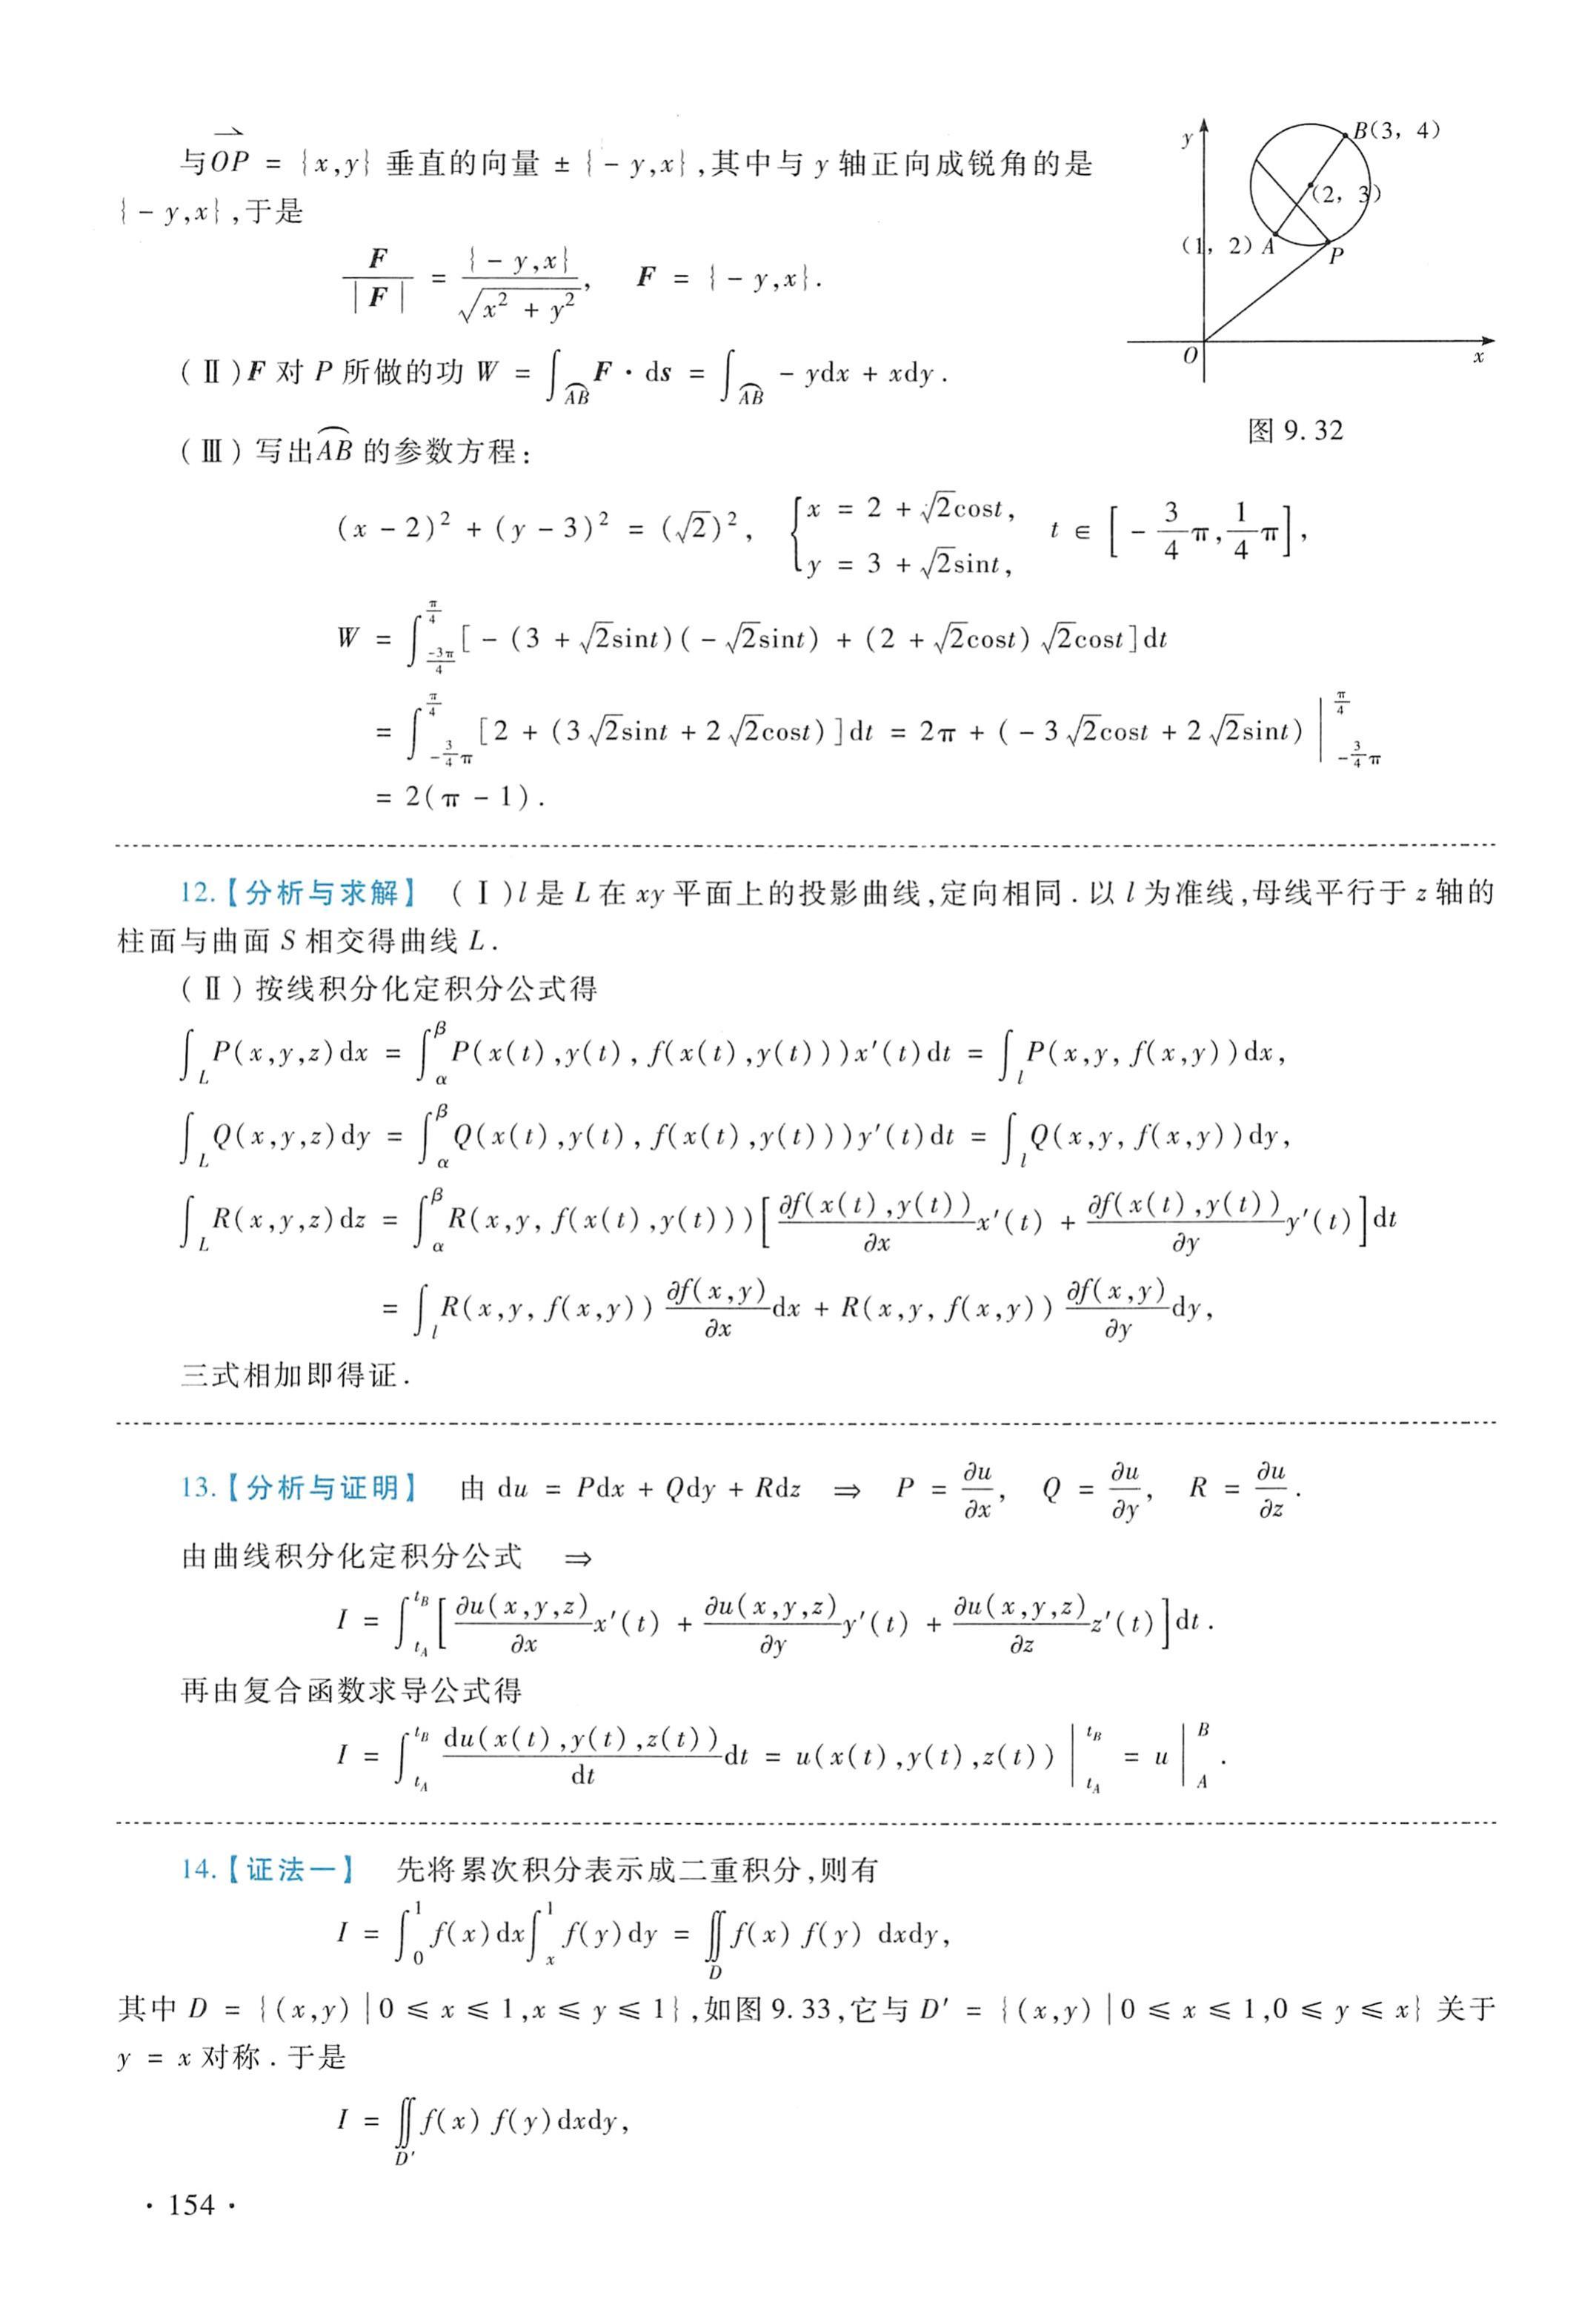 与$\overrightarrow{OP}$ = {x,y} 垂直的向量 ± {- y,x} ,其中与 y 轴正向成锐角的是
{- y,x} ,于是
$\frac{\boldsymbol{F}}{|\boldsymbol{F}|} = \frac{\{-y,x\}}{\sqrt{x^2+y^2}}, \quad \boldsymbol{F} = \{-y,x\}.$
y
B(3, 4)
(2, 3)
(1, 2) A
P
O
x
图 9.32
(Ⅱ)F 对 P 所做的功 $W = \int_{\overset{\frown}{AB}} \boldsymbol{F}\cdot d\boldsymbol{s} = \int_{\overset{\frown}{AB}} -ydx + xdy.$
(Ⅲ) 写出$\overset{\frown}{AB}$ 的参数方程:
$(x-2)^2+(y-3)^2=(\sqrt{2})^2, \quad \begin{cases} x=2+\sqrt{2}\cos t, \\ y=3+\sqrt{2}\sin t, \end{cases} \quad t\in\left[-\frac{3}{4}\pi,\frac{1}{4}\pi\right],$
$W = \int_{\frac{-3\pi}{4}}^{\frac{\pi}{4}}[-(3+\sqrt{2}\sin t)(-\sqrt{2}\sin t)+(2+\sqrt{2}\cos t)\sqrt{2}\cos t]dt$
$= \int_{-\frac{3}{4}\pi}^{\frac{\pi}{4}}[2+(3\sqrt{2}\sin t+2\sqrt{2}\cos t)]dt = 2\pi+(-3\sqrt{2}\cos t+2\sqrt{2}\sin t)\Big|_{-\frac{3}{4}\pi}^{\frac{\pi}{4}}$
$= 2(\pi-1).$
12.【分析与求解】 (Ⅰ)l 是 L 在 xy 平面上的投影曲线,定向相同.以 l 为准线,母线平行于 z 轴的
柱面与曲面 S 相交得曲线 L.
(Ⅱ) 按线积分化定积分公式得
$\int_L P(x,y,z)dx = \int_\alpha^\beta P(x(t),y(t),f(x(t),y(t)))x'(t)dt = \int_l P(x,y,f(x,y))dx,$
$\int_L Q(x,y,z)dy = \int_\alpha^\beta Q(x(t),y(t),f(x(t),y(t)))y'(t)dt = \int_l Q(x,y,f(x,y))dy,$
$\int_L R(x,y,z)dz = \int_\alpha^\beta R(x,y,f(x(t),y(t)))\left[\frac{\partial f(x(t),y(t))}{\partial x}x'(t)+\frac{\partial f(x(t),y(t))}{\partial y}y'(t)\right]dt$
$= \int_l R(x,y,f(x,y))\frac{\partial f(x,y)}{\partial x}dx + R(x,y,f(x,y))\frac{\partial f(x,y)}{\partial y}dy,$
三式相加即得证.
13.【分析与证明】 由 $du = Pdx+Qdy+Rdz \Rightarrow P=\frac{\partial u}{\partial x}, \quad Q=\frac{\partial u}{\partial y}, \quad R=\frac{\partial u}{\partial z}.$
由曲线积分化定积分公式 ⇒
$I = \int_{t_A}^{t_B}\left[\frac{\partial u(x,y,z)}{\partial x}x'(t)+\frac{\partial u(x,y,z)}{\partial y}y'(t)+\frac{\partial u(x,y,z)}{\partial z}z'(t)\right]dt.$
再由复合函数求导公式得
$I = \int_{t_A}^{t_B}\frac{du(x(t),y(t),z(t))}{dt}dt = u(x(t),y(t),z(t))\Big|_{t_A}^{t_B} = u\Big|_A^B.$
14.【证法一】 先将累次积分表示成二重积分,则有
$I = \int_0^1 f(x)dx\int_x^1 f(y)dy = \iint_D f(x)f(y)\,dxdy,$
其中 D = {(x,y) | 0 ≤ x ≤ 1,x ≤ y ≤ 1},如图 9.33,它与 D′ = {(x,y) | 0 ≤ x ≤ 1,0 ≤ y ≤ x} 关于
y = x 对称.于是
$I = \iint_{D'} f(x)f(y)dxdy,$
· 154 ·